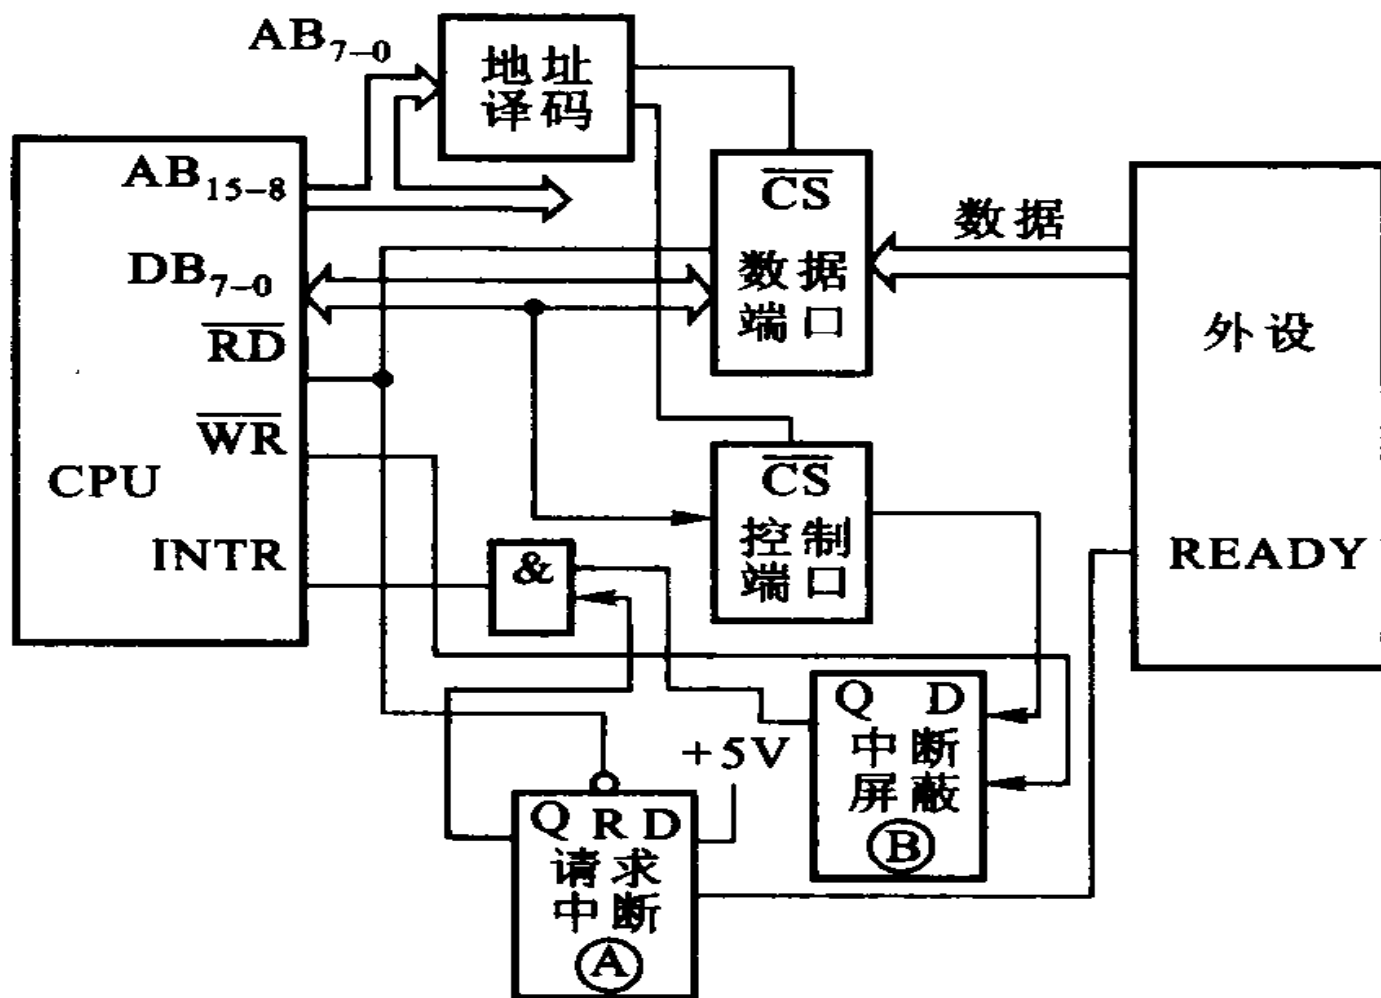 AB7-0
地址
译码
AB15-8
CS
数据
DB7-0
数据
端口
RD
外设
WR
CS
CPU
控制
端口
INTR
&
READY
Q D
+5V
中断
屏蔽
B
Q R D
请求
中断
A